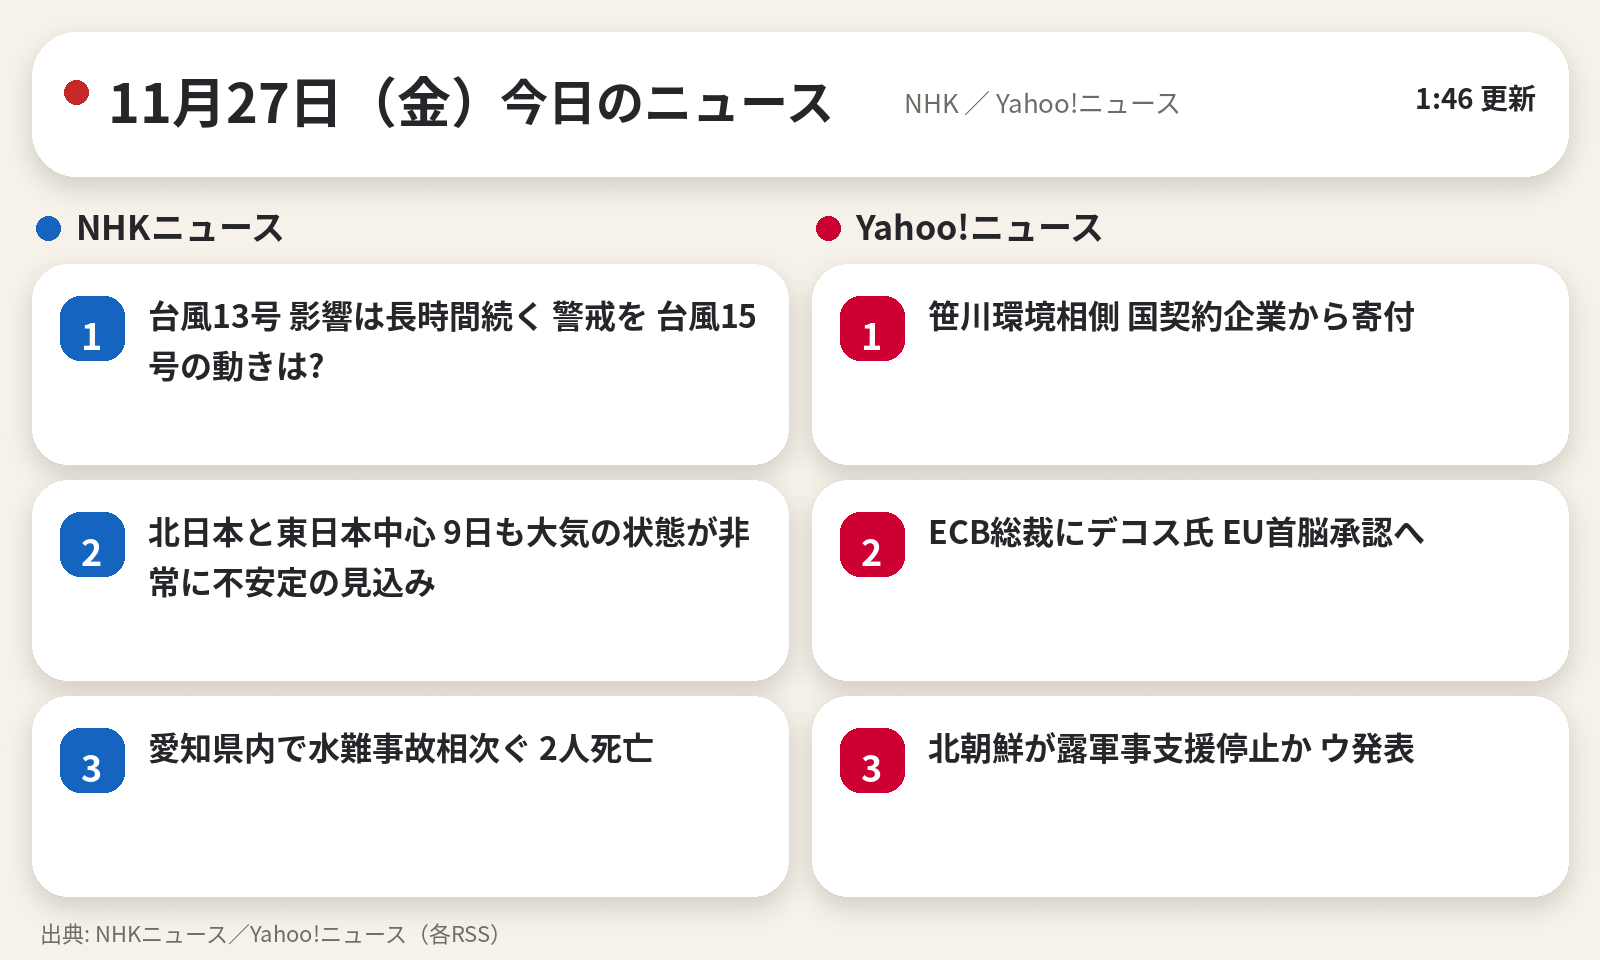 11月27日（金）今日のニュース
NHK ／ Yahoo!ニュース
1:46 更新
NHKニュース
1
台風13号 影響は長時間続く 警戒を 台風15
号の動きは?
2
北日本と東日本中心 9日も大気の状態が非
常に不安定の見込み
3
愛知県内で水難事故相次ぐ 2人死亡
Yahoo!ニュース
1
笹川環境相側 国契約企業から寄付
2
ECB総裁にデコス氏 EU首脳承認へ
3
北朝鮮が露軍事支援停止か ウ発表
出典: NHKニュース／Yahoo!ニュース（各RSS）